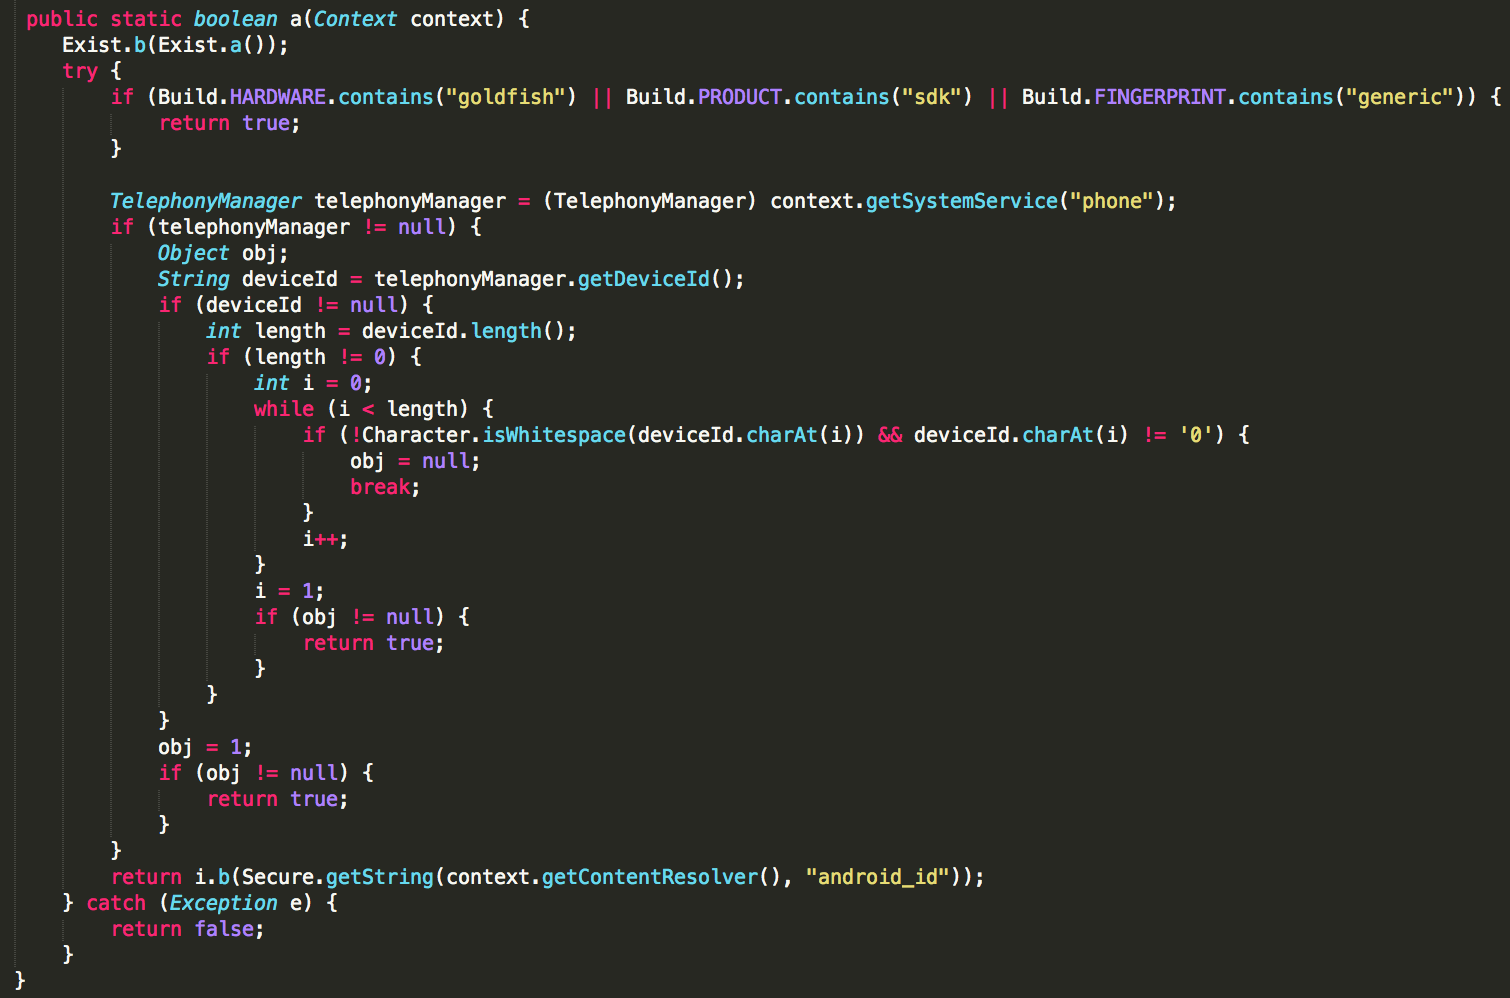 public static boolean a(Context context) {
Exist.b(Exist.a());
try {
if (Build.HARDWARE.contains("goldfish") || Build.PRODUCT.contains("sdk") || Build.FINGERPRINT.contains("generic")) {
return true;
}
TelephonyManager telephonyManager = (TelephonyManager) context.getSystemService("phone");
if (telephonyManager != null) {
Object obj;
String deviceId = telephonyManager.getDeviceId();
if (deviceId != null) {
int length = deviceId.length();
if (length != 0) {
int i = 0;
while (i < length) {
if (!Character.isWhitespace(deviceId.charAt(i)) && deviceId.charAt(i) != '0') {
obj = null;
break;
}
i++;
}
i = 1;
if (obj != null) {
return true;
}
}
}
obj = 1;
if (obj != null) {
return true;
}
}
return i.b(Secure.getString(context.getContentResolver(), "android_id"));
} catch (Exception e) {
return false;
}
}